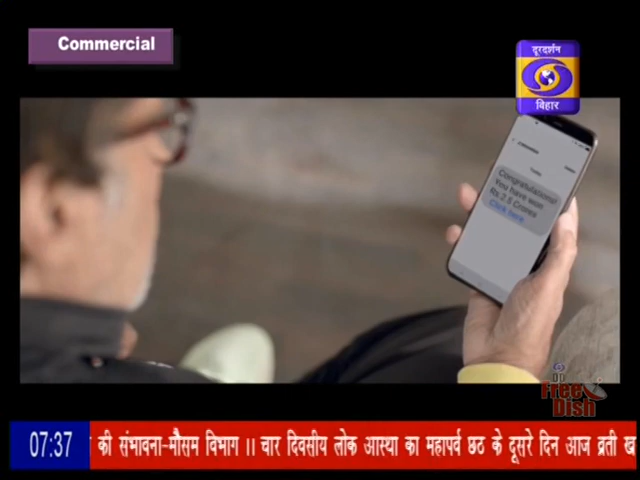 Commercial
दूरदर्शन
बिहार
Congratulations!
You have won
Rs 2.5 Crores
Click here
DD
Free
Dish
07:37
की संभावना-मौसम विभाग।। चार दिवसीय लोक आस्था का महापर्व छठ के दूसरे दिन आज व्रती ख